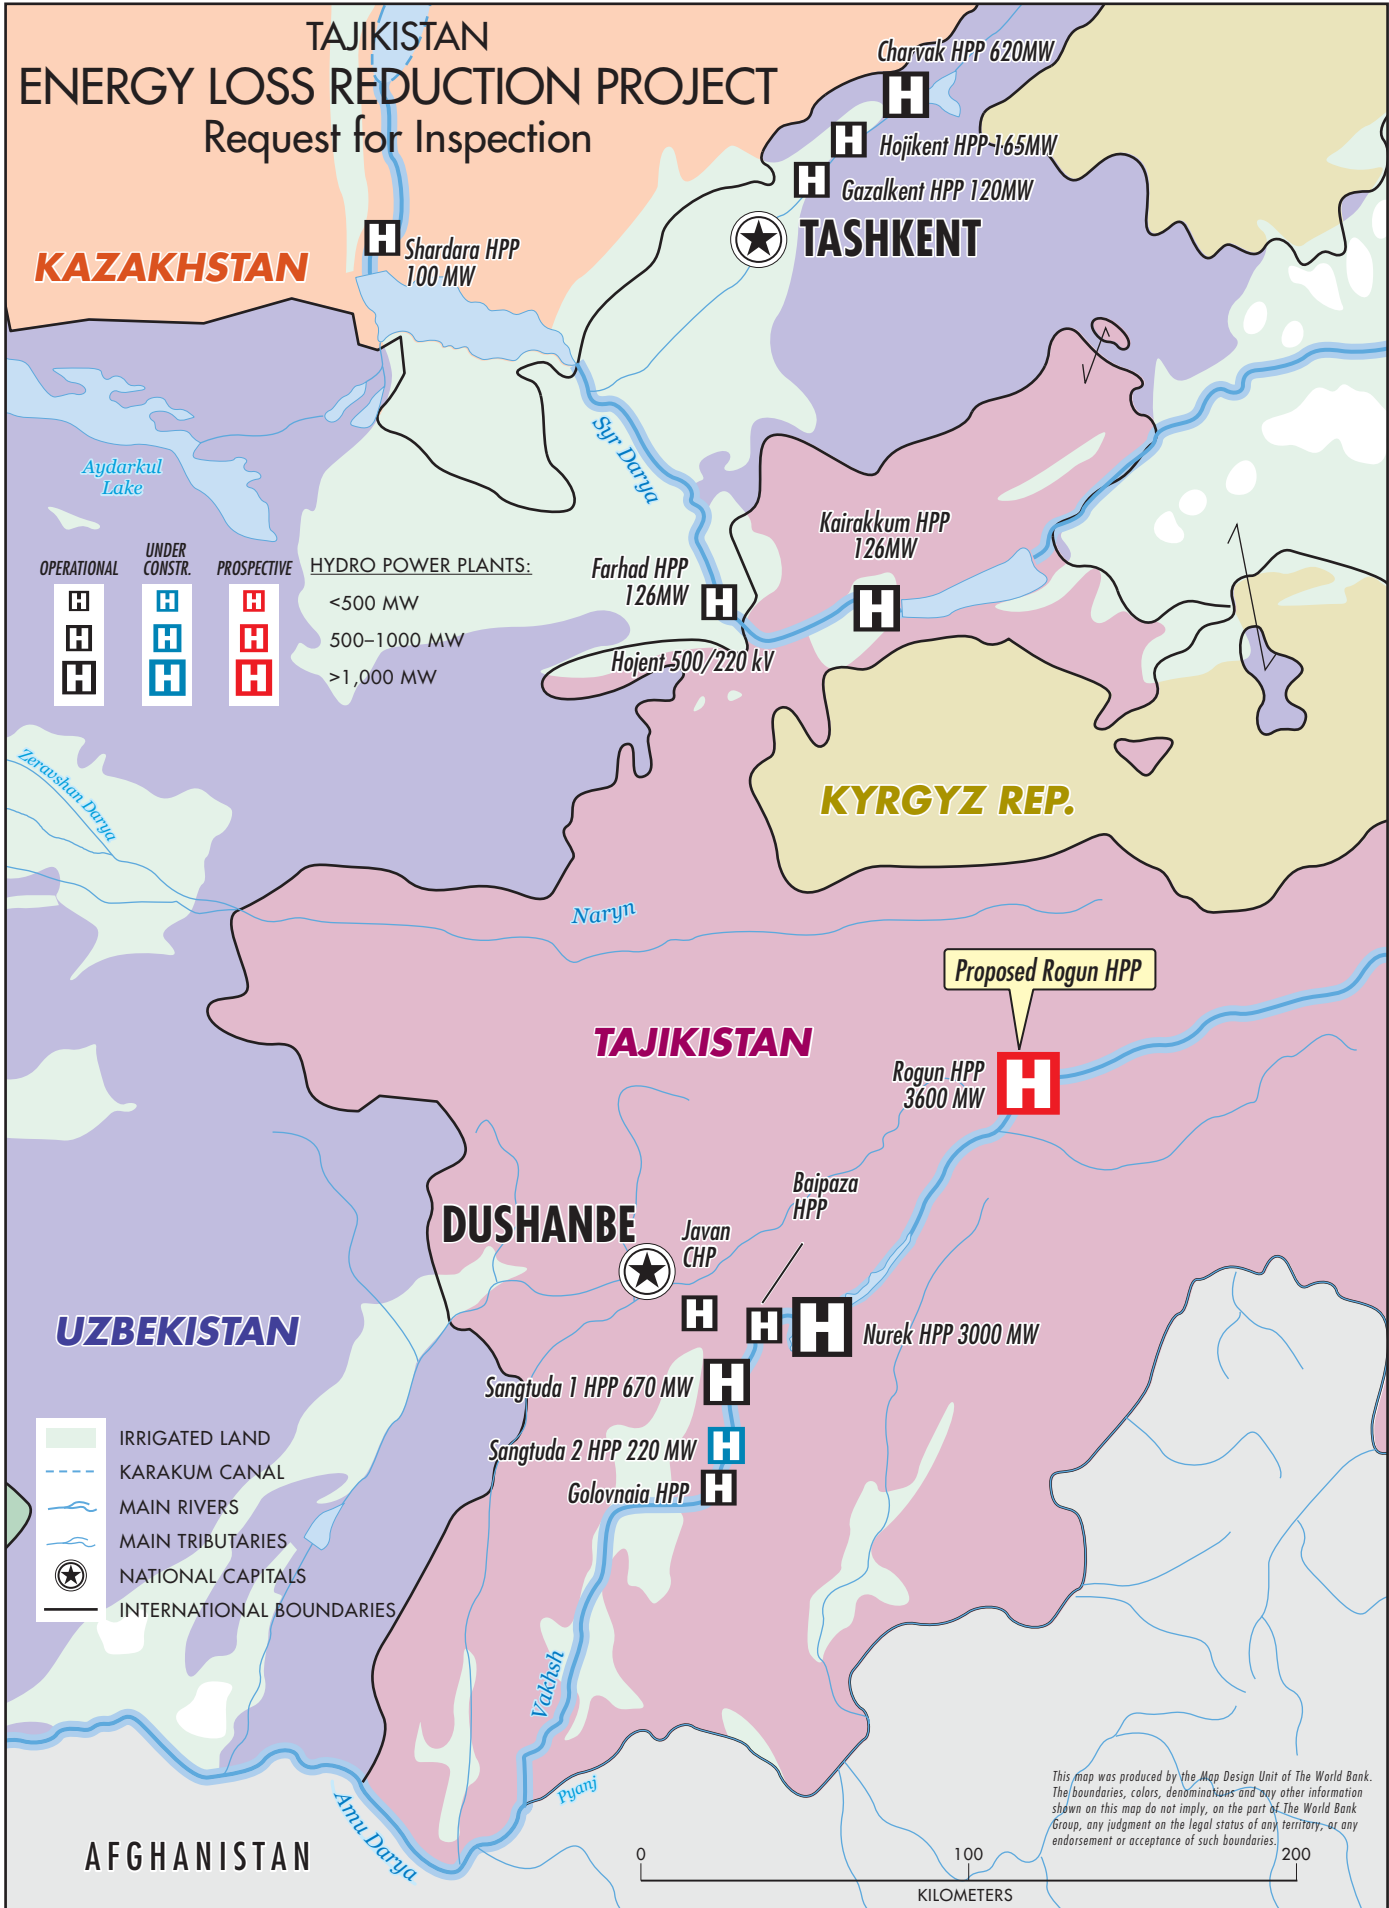 TAJIKISTAN
ENERGY LOSS REDUCTION PROJECT
Request for Inspection
Charvak HPP 620MW
Hojikent HPP 165MW
Gazalkent HPP 120MW
TASHKENT
Shardara HPP
100 MW
KAZAKHSTAN
Syr Darya
Aydarkul
Lake
Kairakkum HPP
126MW
Farhad HPP
126MW
Hojent 500/220 kV
OPERATIONAL
UNDER
CONSTR.
PROSPECTIVE
HYDRO POWER PLANTS:
<500 MW
500–1000 MW
>1,000 MW
Zeravshan Darya
KYRGYZ REP.
Naryn
Proposed Rogun HPP
TAJIKISTAN
Rogun HPP
3600 MW
Baipaza
HPP
DUSHANBE
Javan
CHP
UZBEKISTAN
Nurek HPP 3000 MW
Sangtuda 1 HPP 670 MW
Sangtuda 2 HPP 220 MW
Golovnaia HPP
IRRIGATED LAND
KARAKUM CANAL
MAIN RIVERS
MAIN TRIBUTARIES
NATIONAL CAPITALS
INTERNATIONAL BOUNDARIES
Vakhsh
Pyanj
Amu Darya
AFGHANISTAN
This map was produced by the Map Design Unit of The World Bank.
The boundaries, colors, denominations and any other information
shown on this map do not imply, on the part of The World Bank
Group, any judgment on the legal status of any territory, or any
endorsement or acceptance of such boundaries.
0 100 200
KILOMETERS